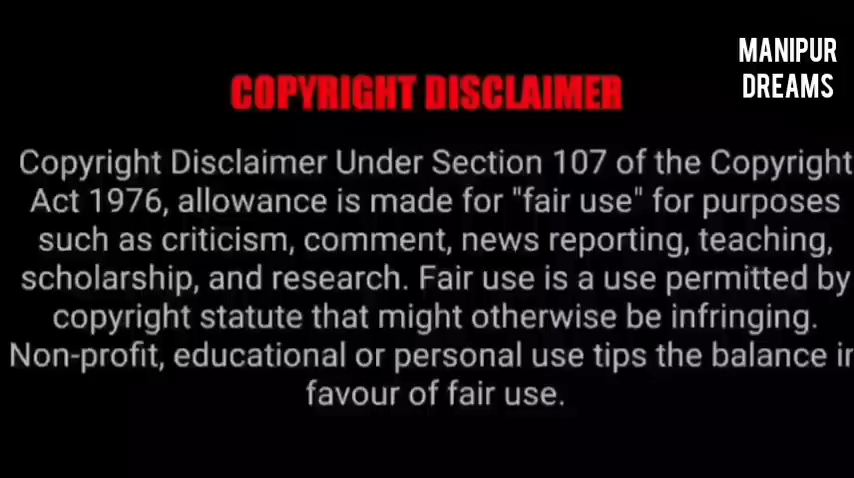 MANIPUR
DREAMS
COPYRIGHT DISCLAIMER
Copyright Disclaimer Under Section 107 of the Copyright
Act 1976, allowance is made for "fair use" for purposes
such as criticism, comment, news reporting, teaching,
scholarship, and research. Fair use is a use permitted by
copyright statute that might otherwise be infringing.
Non-profit, educational or personal use tips the balance in
favour of fair use.